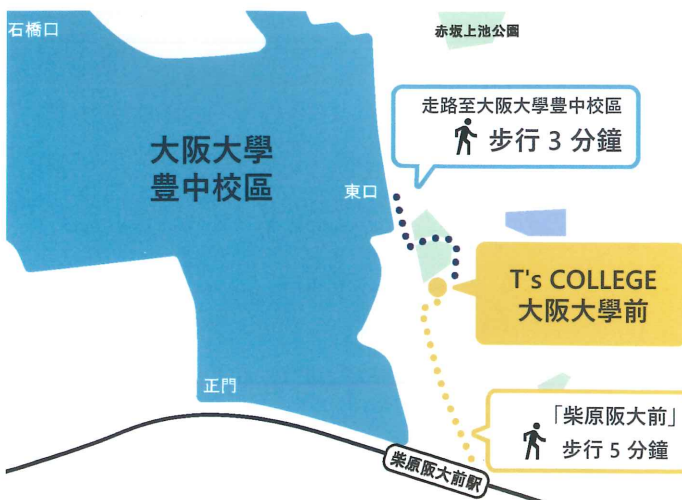 石橋口
赤坂上池公園
走路至大阪大學豊中校區
步行 3 分鐘
大阪大學
豊中校區
東口
T's COLLEGE
大阪大學前
正門
「柴原阪大前」
步行 5 分鐘
柴原阪大前駅